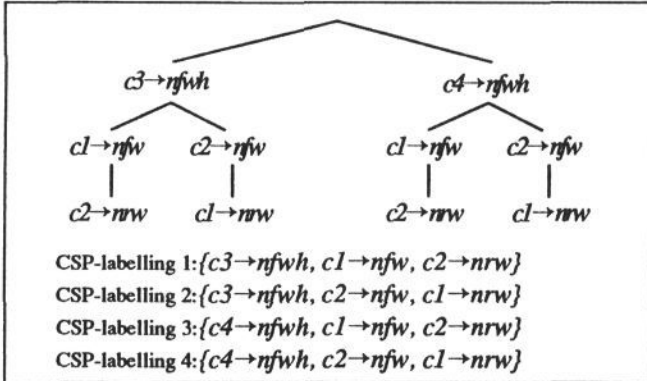 c3→nfwh c4→nfwh
c1→nfw c2→nfw c1→nfw c2→nfw
c2→nrw c1→nrw c2→nrw c1→nrw
CSP-labelling 1:{c3→nfwh, c1→nfw, c2→nrw}
CSP-labelling 2:{c3→nfwh, c2→nfw, c1→nrw}
CSP-labelling 3:{c4→nfwh, c1→nfw, c2→nrw}
CSP-labelling 4:{c4→nfwh, c2→nfw, c1→nrw}